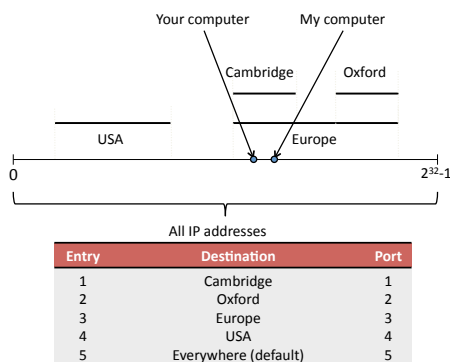 Your computer My computer
Cambridge Oxford
USA Europe
0 2³²-1
All IP addresses
Entry Destination Port
1 Cambridge 1
2 Oxford 2
3 Europe 3
4 USA 4
5 Everywhere (default) 5